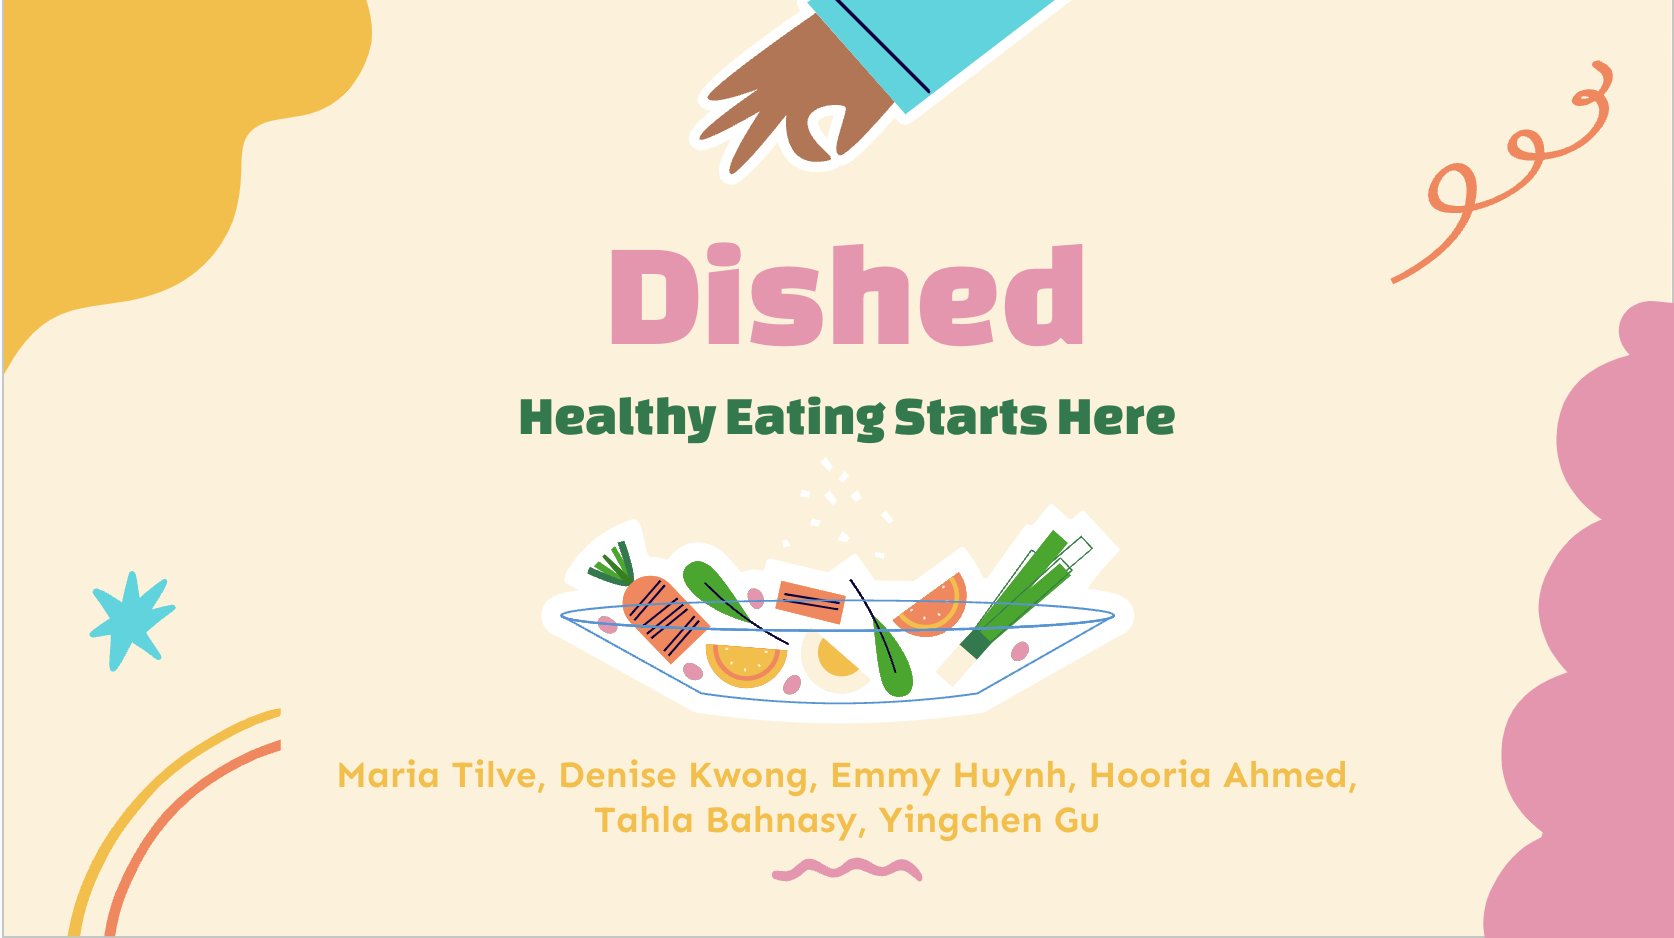 Dished
Healthy Eating Starts Here
Maria Tilve, Denise Kwong, Emmy Huynh, Hooria Ahmed,
Tahla Bahnasy, Yingchen Gu